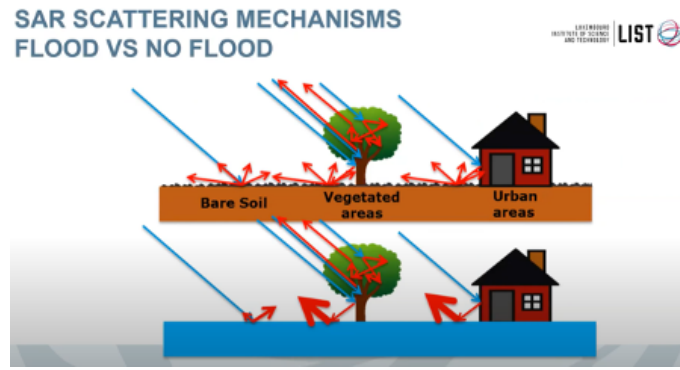 SAR SCATTERING MECHANISMS
FLOOD VS NO FLOOD
LUXEMBOURG
INSTITUTE OF SCIENCE
AND TECHNOLOGY
LIST
Bare Soil
Vegetated
areas
Urban
areas